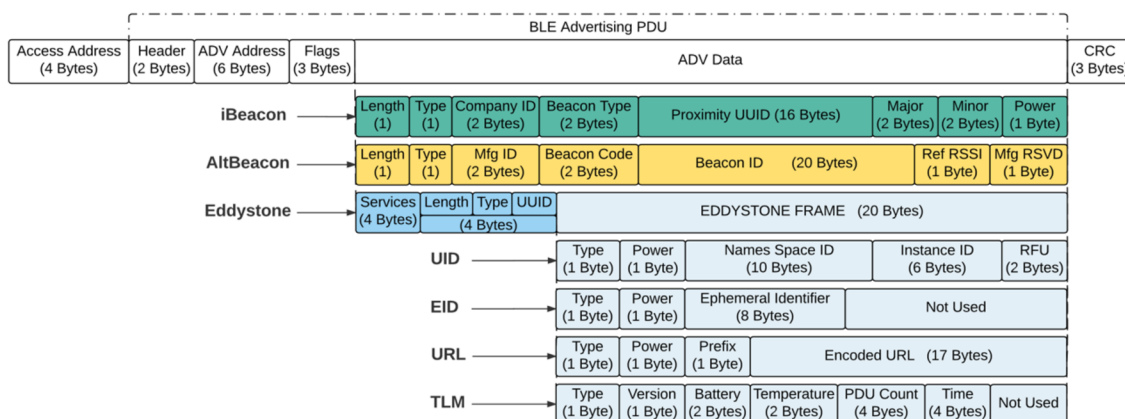 BLE Advertising PDU
Access Address Header ADV Address Flags ADV Data CRC
(4 Bytes) (2 Bytes) (6 Bytes) (3 Bytes) (3 Bytes)
iBeacon Length Type Company ID Beacon Type Proximity UUID (16 Bytes) Major Minor Power
(1) (1) (2 Bytes) (2 Bytes) (2 Bytes) (2 Bytes) (1 Byte)
AltBeacon Length Type Mfg ID Beacon Code Beacon ID (20 Bytes) Ref RSSI Mfg RSVD
(1) (1) (2 Bytes) (2 Bytes) (1 Byte) (1 Byte)
Eddystone Services Length Type UUID EDDYSTONE FRAME (20 Bytes)
(4 Bytes) (4 Bytes)
UID Type Power Names Space ID Instance ID RFU
(1 Byte) (1 Byte) (10 Bytes) (6 Bytes) (2 Bytes)
EID Type Power Ephemeral Identifier Not Used
(1 Byte) (1 Byte) (8 Bytes)
URL Type Power Prefix Encoded URL (17 Bytes)
(1 Byte) (1 Byte) (1 Byte)
TLM Type Version Battery Temperature PDU Count Time Not Used
(1 Byte) (1 Byte) (2 Bytes) (2 Bytes) (4 Byes) (4 Bytes)